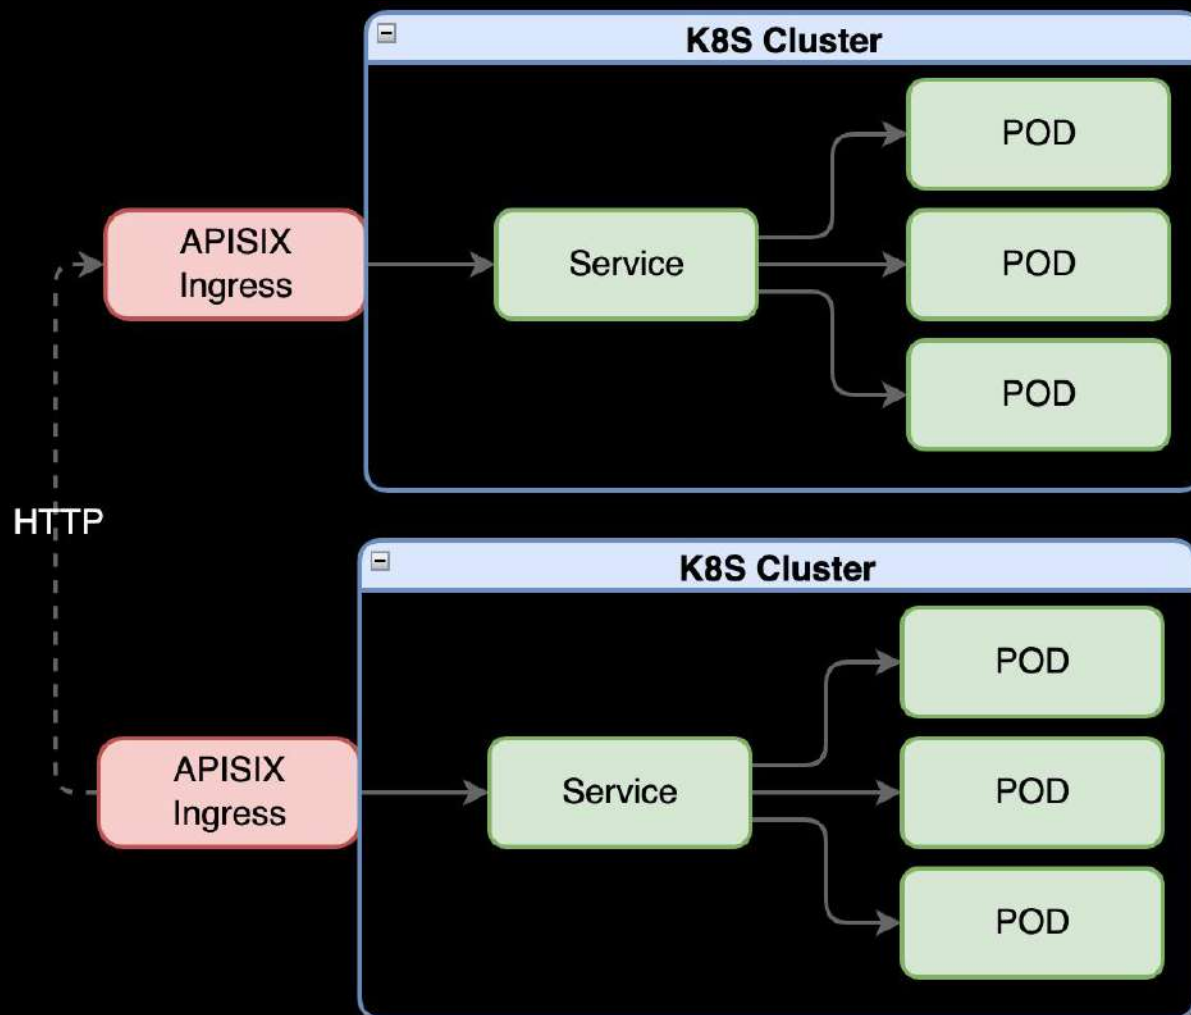 K8S Cluster
POD
APISIX
Ingress
Service
POD
POD
HTTP
K8S Cluster
POD
APISIX
Ingress
Service
POD
POD